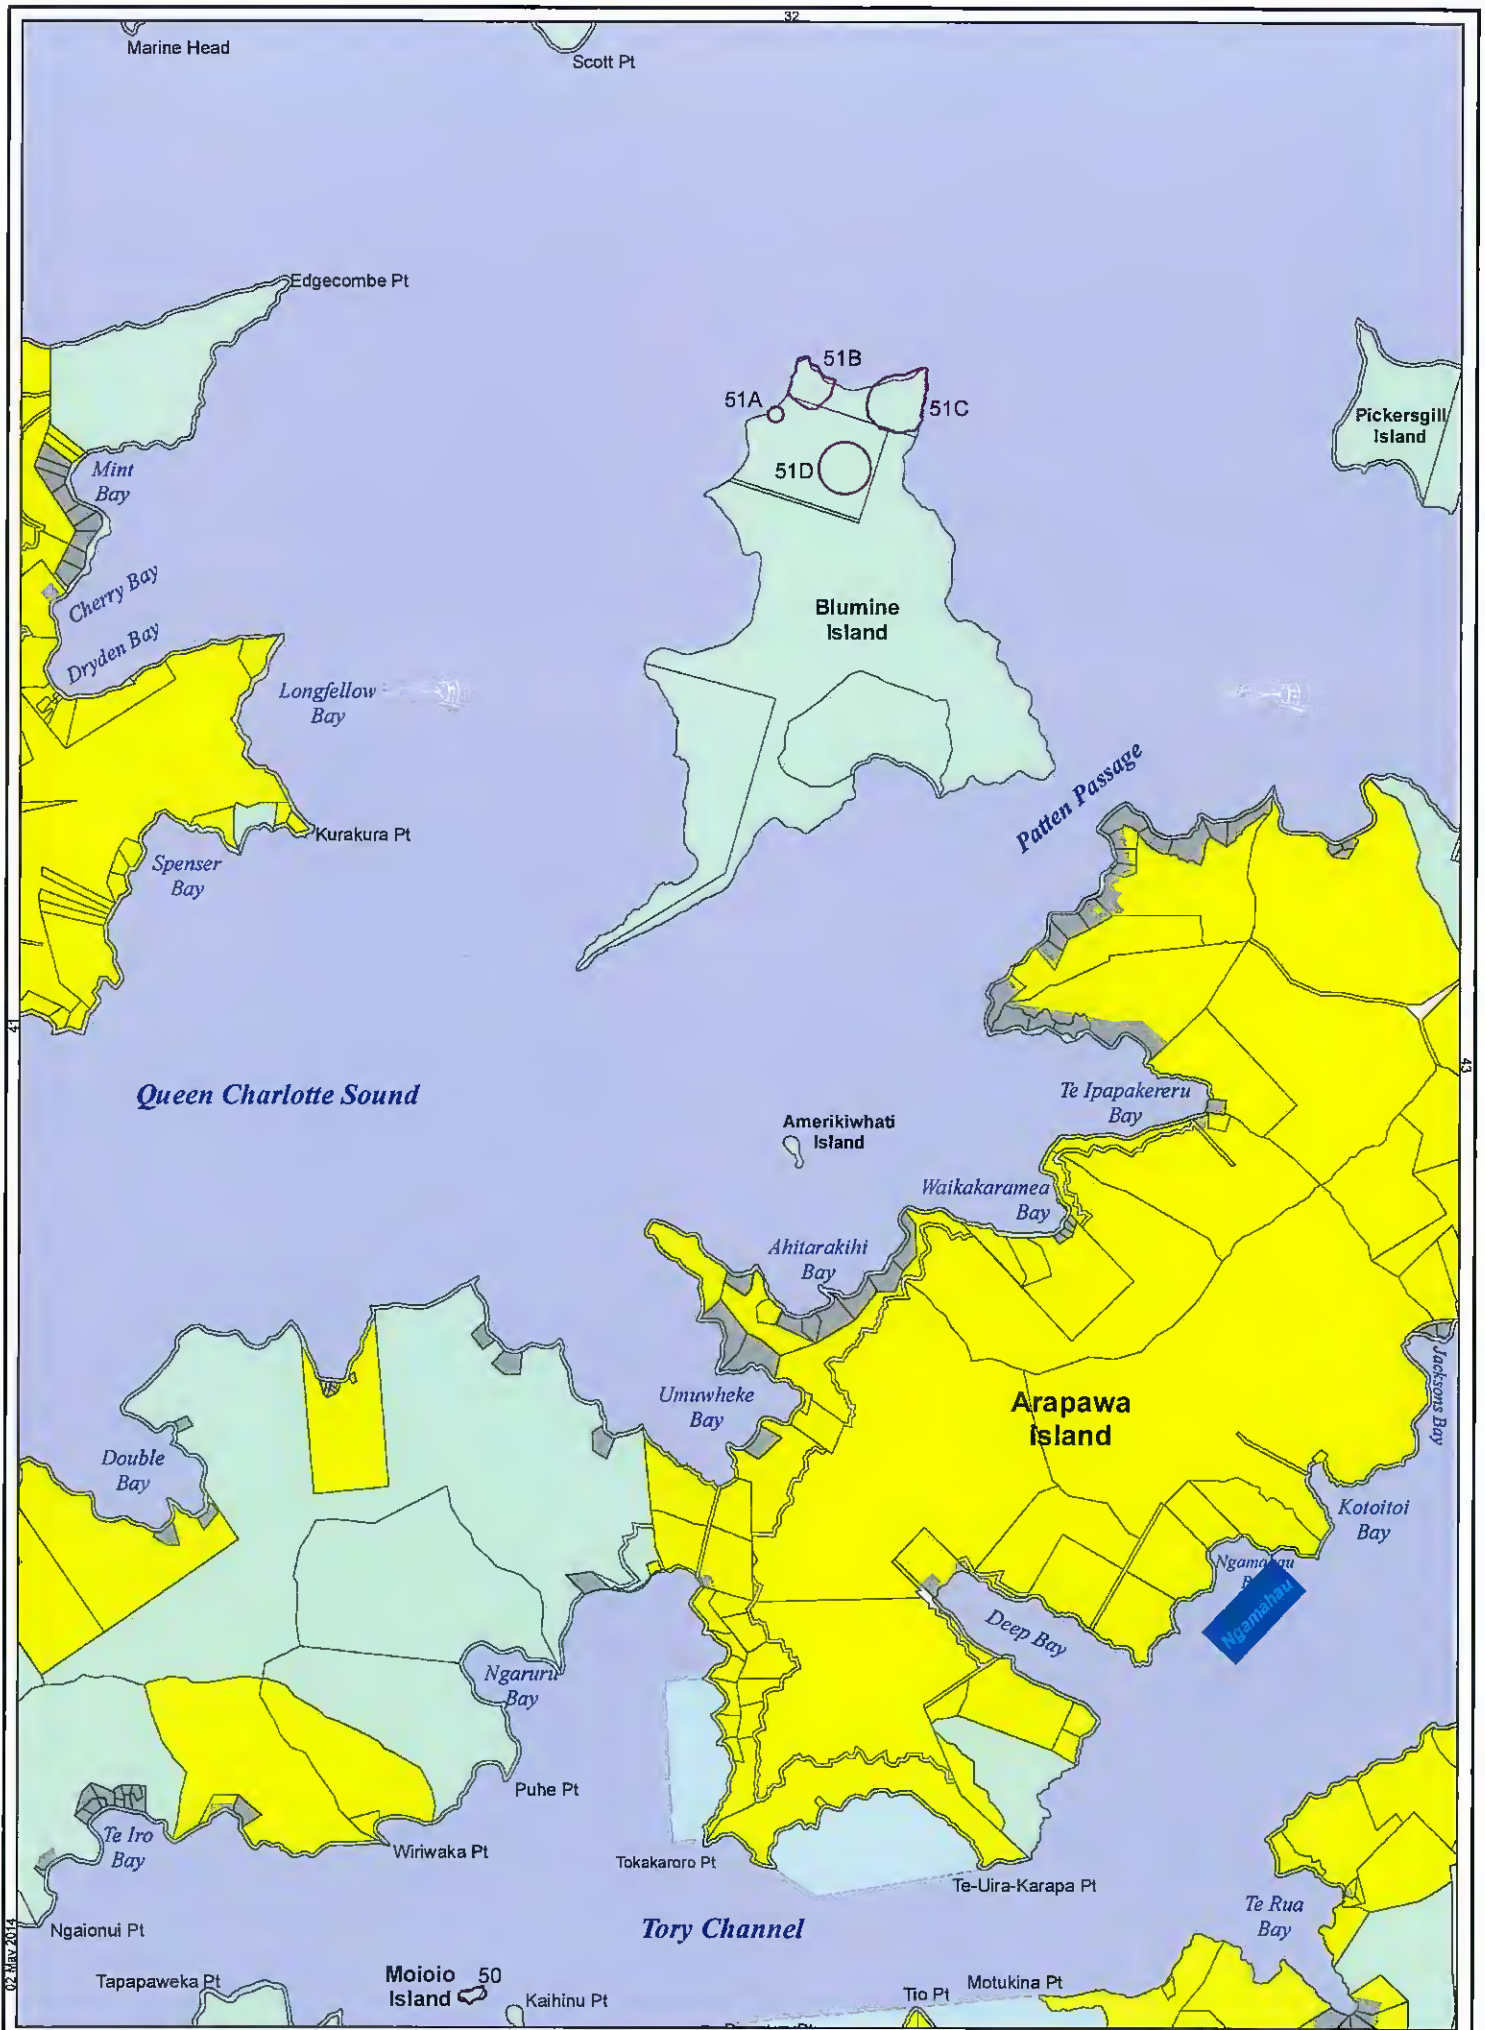 32
Marine Head
Scott Pt
Edgecombe Pt
51B
51A
51C
Pickersgill
Island
51D
Mint
Bay
Cherry Bay
Blumine
Island
Dryden Bay
Longfellow
Bay
Patten Passage
Kurakura Pt
Spenser
Bay
41
43
Queen Charlotte Sound
Te Ipapakereru
Bay
Amerikiwhati
Island
Waikakaramea
Bay
Ahitarakihi
Bay
Jacksons Bay
Umuwheke
Bay
Arapawa
Island
Double
Bay
Kotoitoi
Bay
Ngamahau
Ngamahau
Deep Bay
Ngaruru
Bay
Puhe Pt
Te Iro
Bay
Wiriwaka Pt
Tokakaroro Pt
Te-Uira-Karapa Pt
Te Rua
Bay
Ngaionui Pt
Tory Channel
02 May 2014
Tapapaweka Pt
Moioio 50
Island
Kaihinu Pt
Motukina Pt
Tio Pt